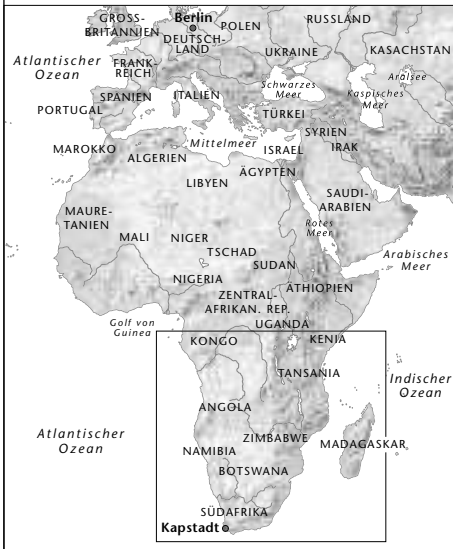 GROSS-
BRITANNIEN
Berlin
POLEN
RUSSLAND
DEUTSCH-
LAND
UKRAINE
KASACHSTAN
Atlantischer
Ozean
FRANK-
REICH
Aralsee
Schwarzes
Meer
Kaspisches
Meer
SPANIEN
ITALIEN
PORTUGAL
TÜRKEI
SYRIEN
MAROKKO
Mittelmeer
ISRAEL
IRAK
ALGERIEN
ÄGYPTEN
LIBYEN
SAUDI-
ARABIEN
MAURE-
TANIEN
Rotes
Meer
MALI
NIGER
TSCHAD
Arabisches
Meer
SUDAN
NIGERIA
ÄTHIOPIEN
ZENTRAL-
AFRIKAN. REP.
Golf von
Guinea
UGANDA
KONGO
KENIA
TANSANIA
Indischer
Ozean
ANGOLA
Atlantischer
Ozean
ZIMBABWE
MADAGASKAR
NAMIBIA
BOTSWANA
SÜDAFRIKA
Kapstadt